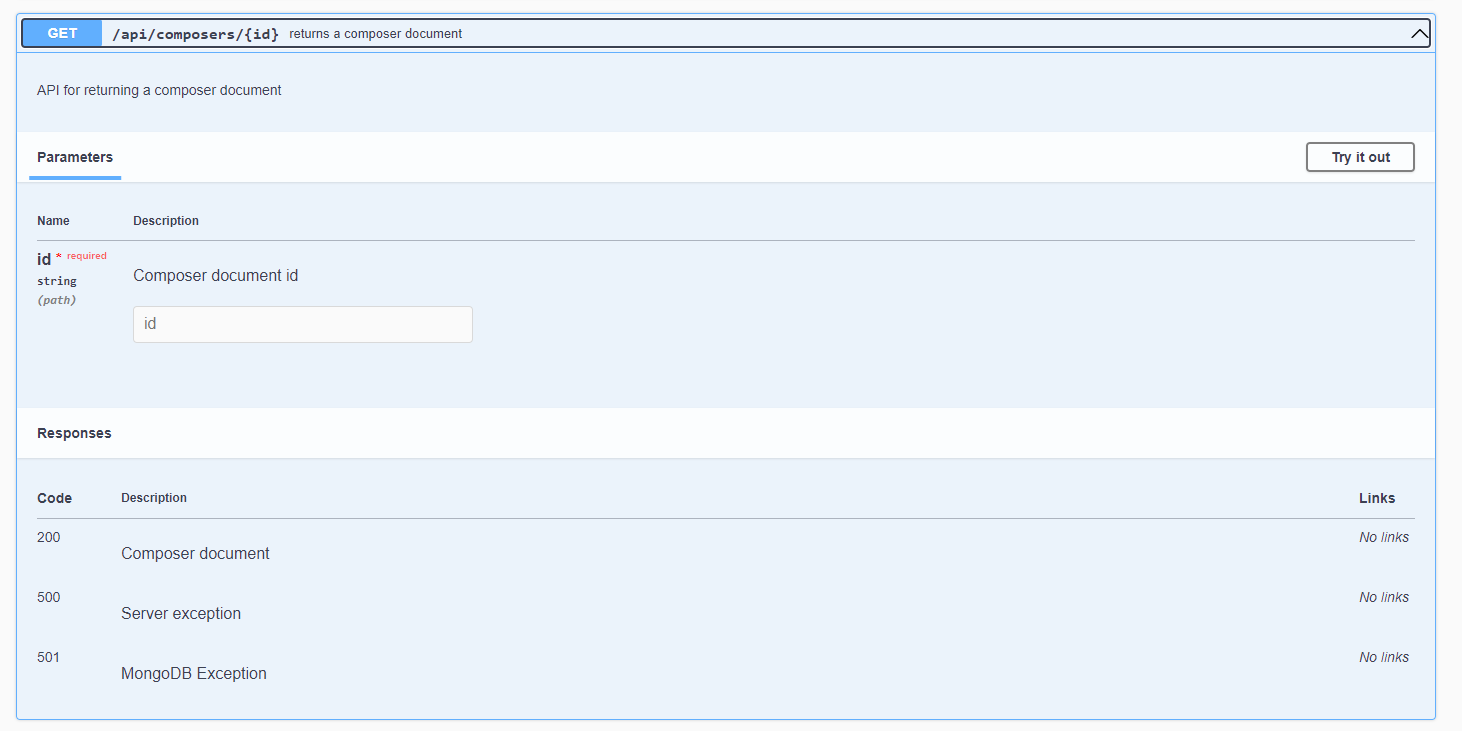 GET /api/composers/{id} returns a composer document
API for returning a composer document
Parameters Try it out
Name Description
id * required
string
(path)
Composer document id
id
Responses
Code Description Links
200 Composer document No links
500 Server exception No links
501 MongoDB Exception No links